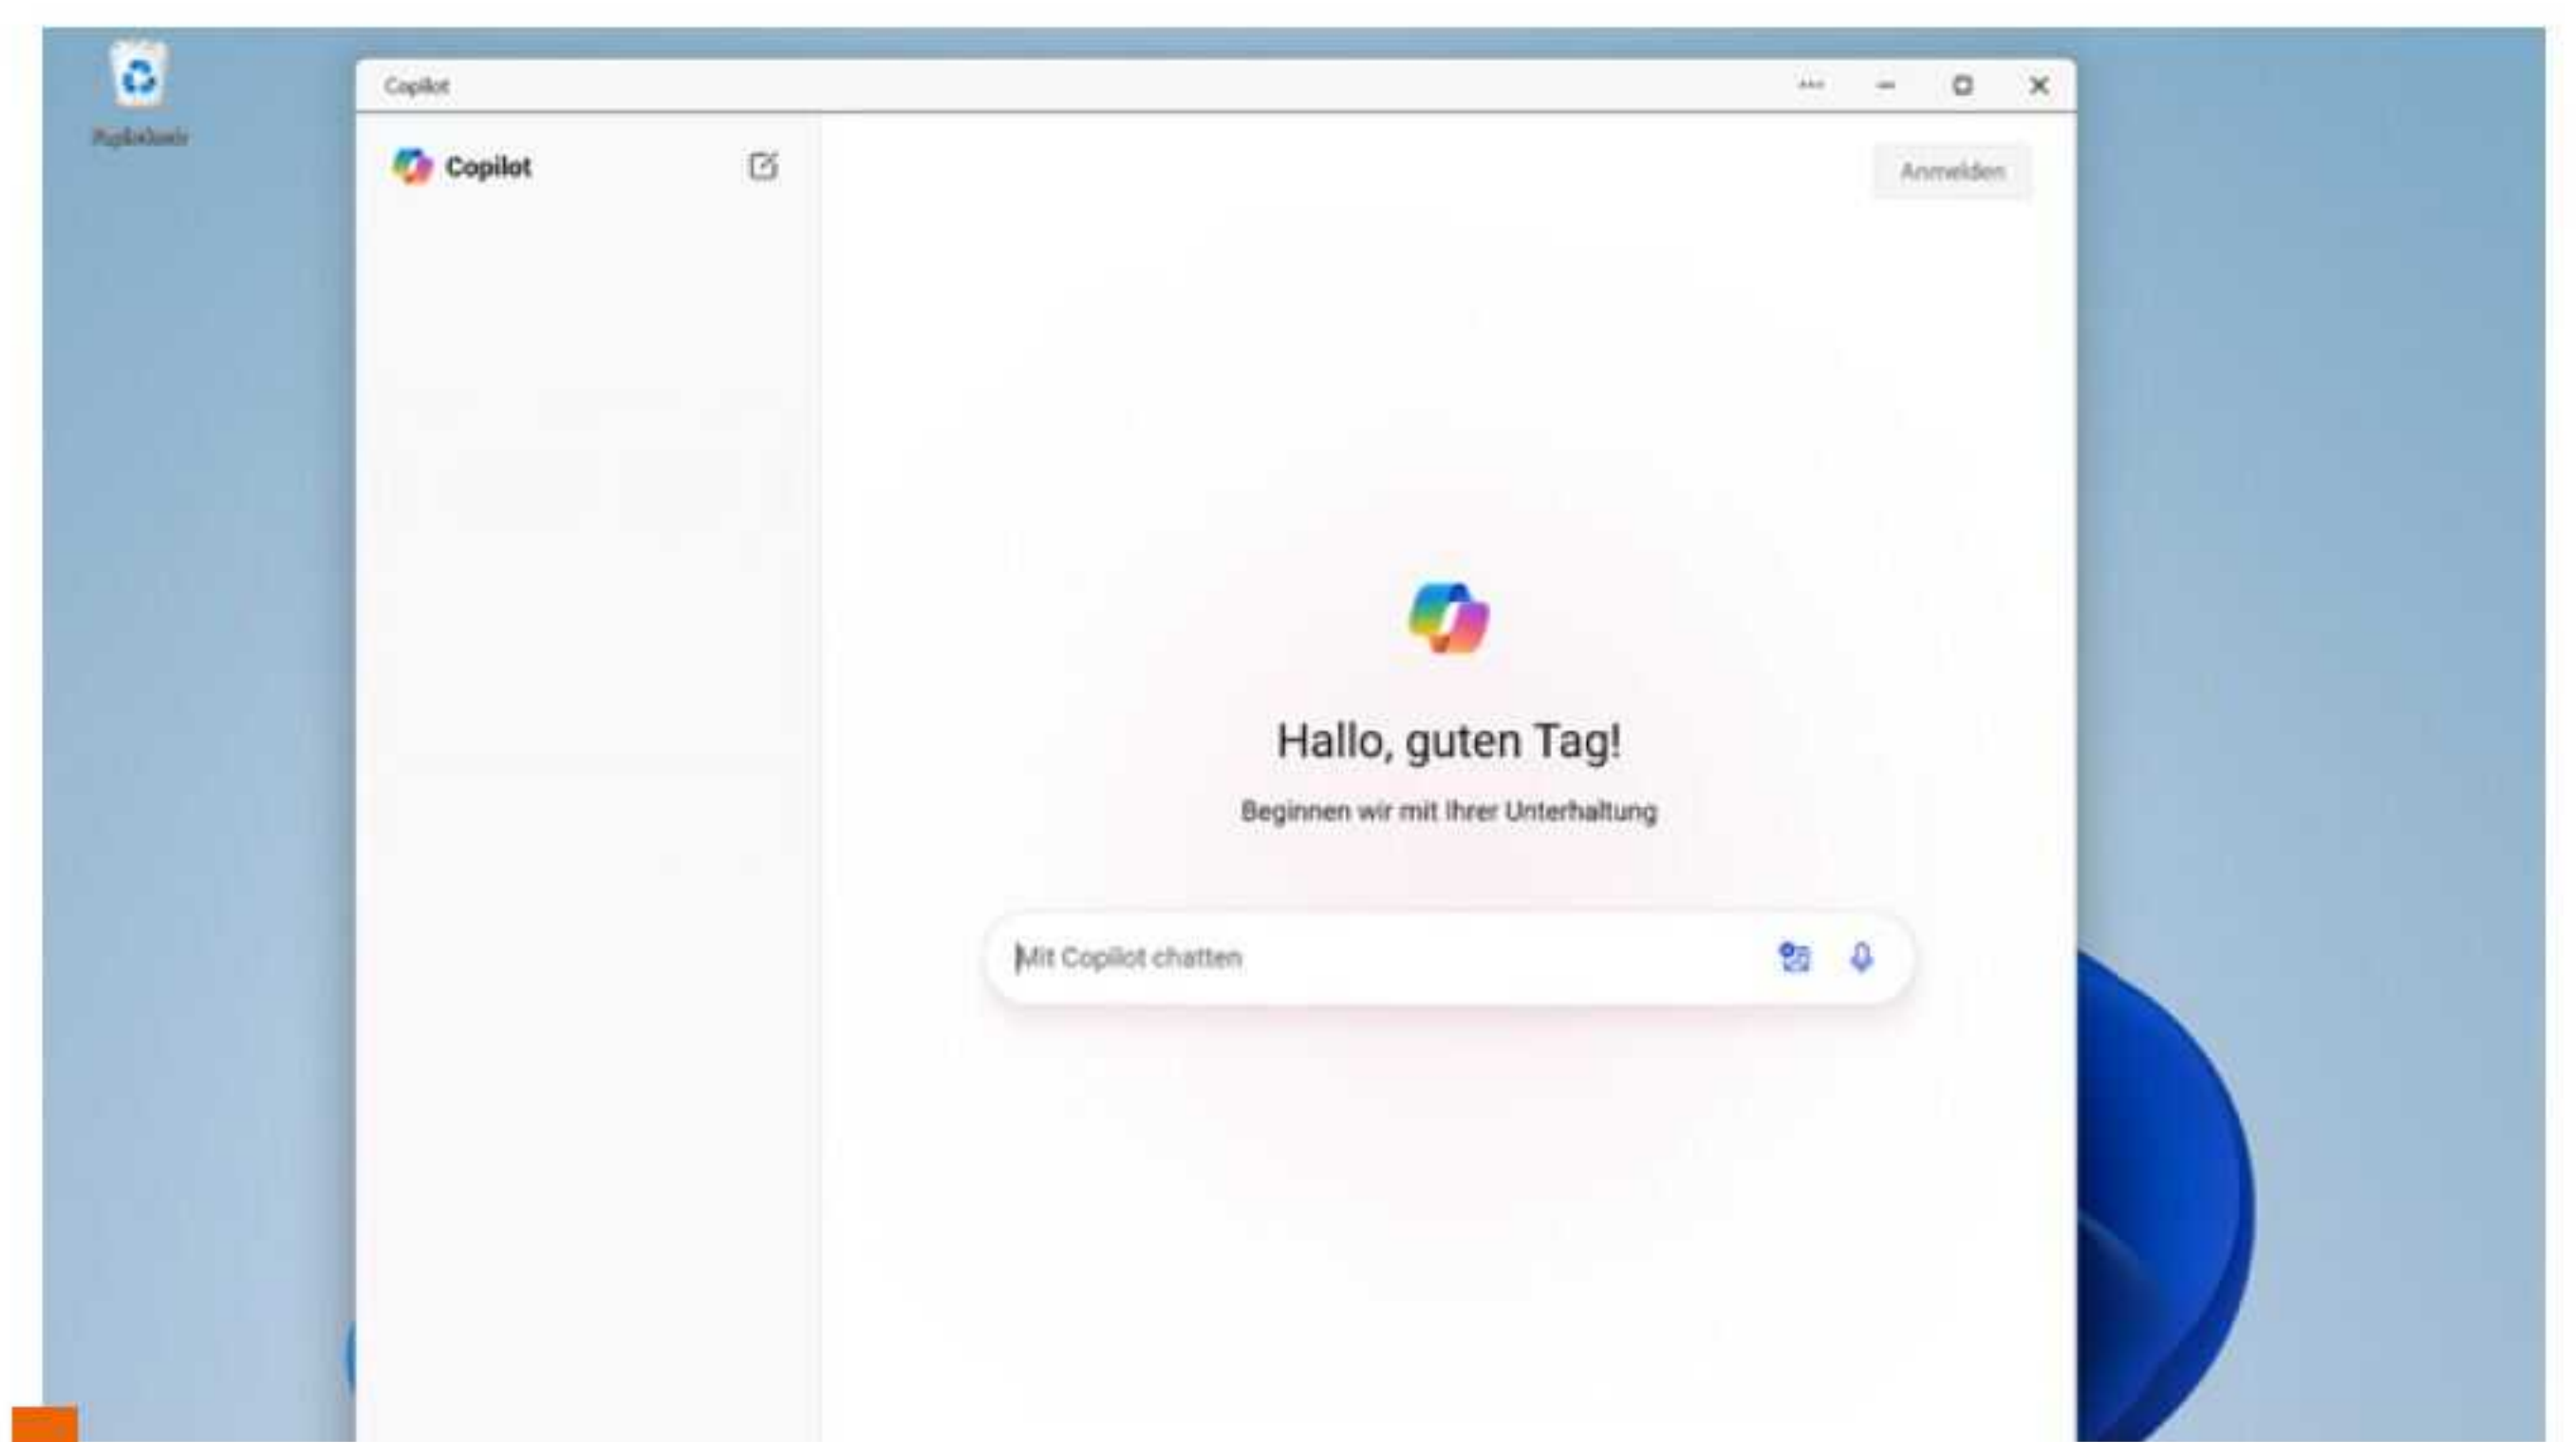 Copilot
Copilot
Anmelden
Hallo, guten Tag!
Beginnen wir mit Ihrer Unterhaltung
Mit Copilot chatten